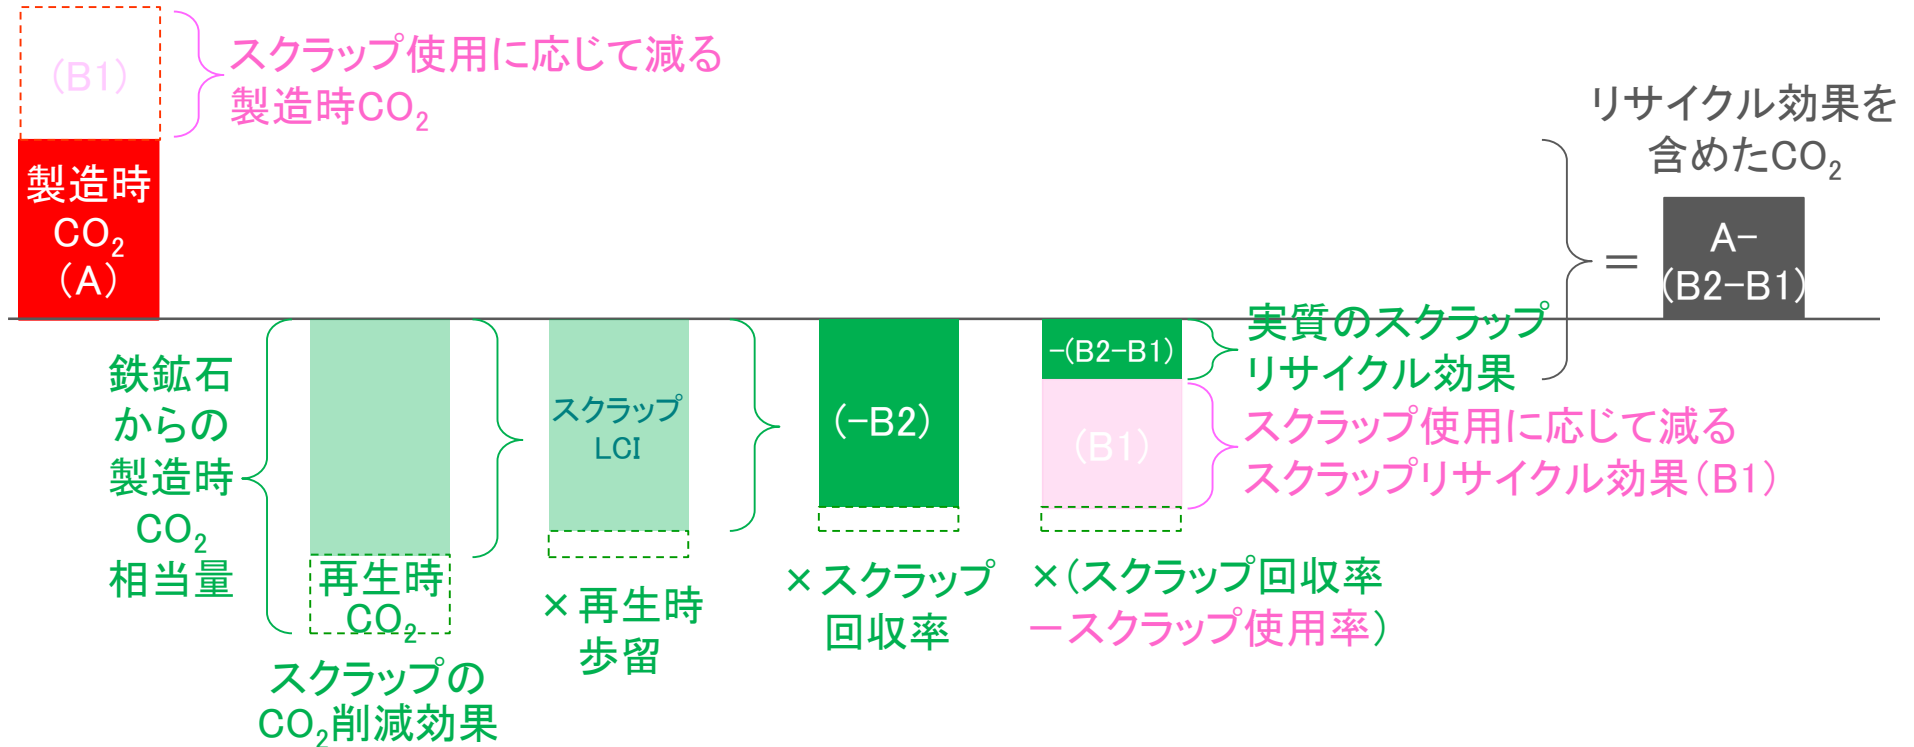 (B1)
スクラップ使用に応じて減る
製造時CO₂
製造時
CO₂
(A)
鉄鉱石
からの
製造時
CO₂
相当量
再生時
CO₂
スクラップの
CO₂削減効果
スクラップ
LCI
×再生時
歩留
(−B2)
×スクラップ
回収率
−(B2−B1)
(B1)
×(スクラップ回収率
−スクラップ使用率)
実質のスクラップ
リサイクル効果
スクラップ使用に応じて減る
スクラップリサイクル効果(B1)
リサイクル効果を
含めたCO₂
=
A−
(B2−B1)